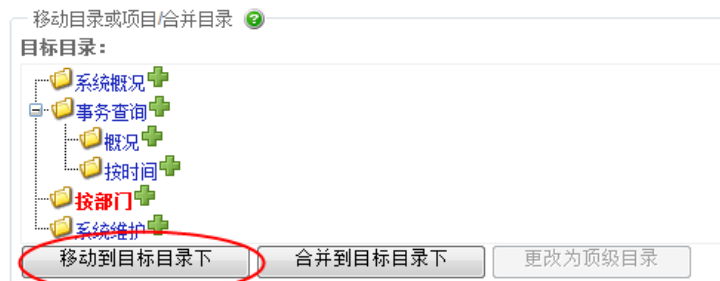 移动目录或项目/合并目录
目标目录：
系统概况
事务查询
概况
按时间
按部门
系统维护
移动到目标目录下 合并到目标目录下 更改为顶级目录